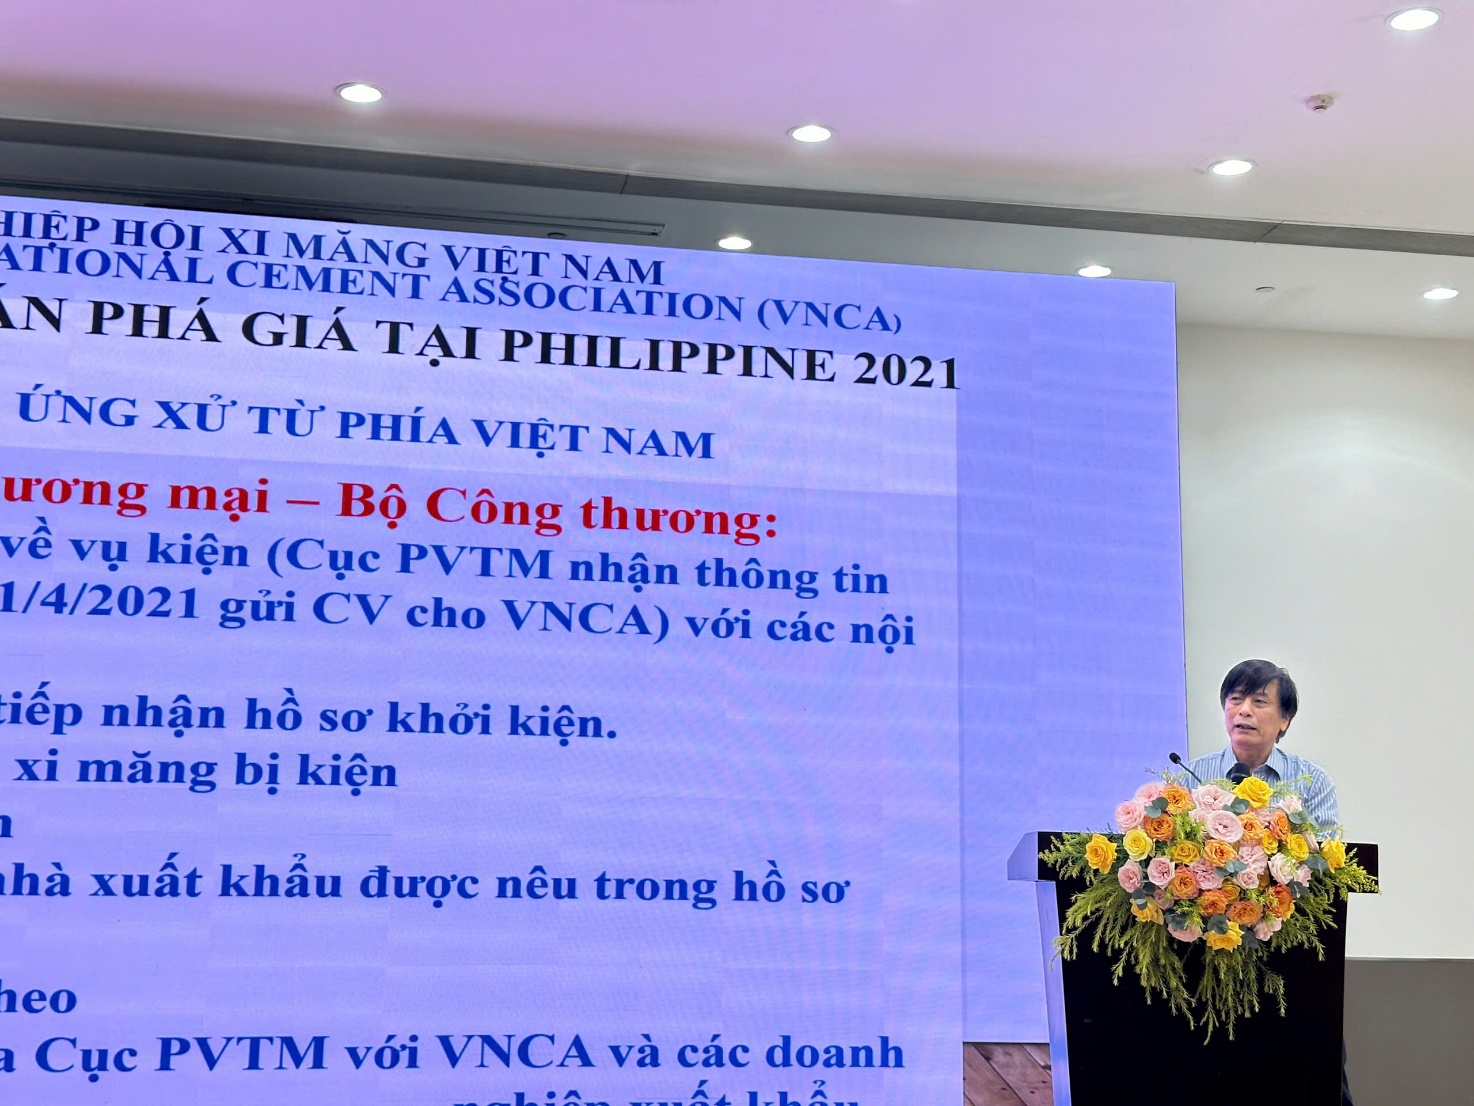 HIỆP HỘI XI MĂNG VIỆT NAM
ATIONAL CEMENT ASSOCIATION (VNCA)
ÁN PHÁ GIÁ TẠI PHILIPPINE 2021
ỨNG XỬ TỪ PHÍA VIỆT NAM
ương mại – Bộ Công thương:
về vụ kiện (Cục PVTM nhận thông tin
1/4/2021 gửi CV cho VNCA) với các nội
tiếp nhận hồ sơ khởi kiện.
xi măng bị kiện
n
nhà xuất khẩu được nêu trong hồ sơ
heo
a Cục PVTM với VNCA và các doanh
nghiệp xuất khẩu